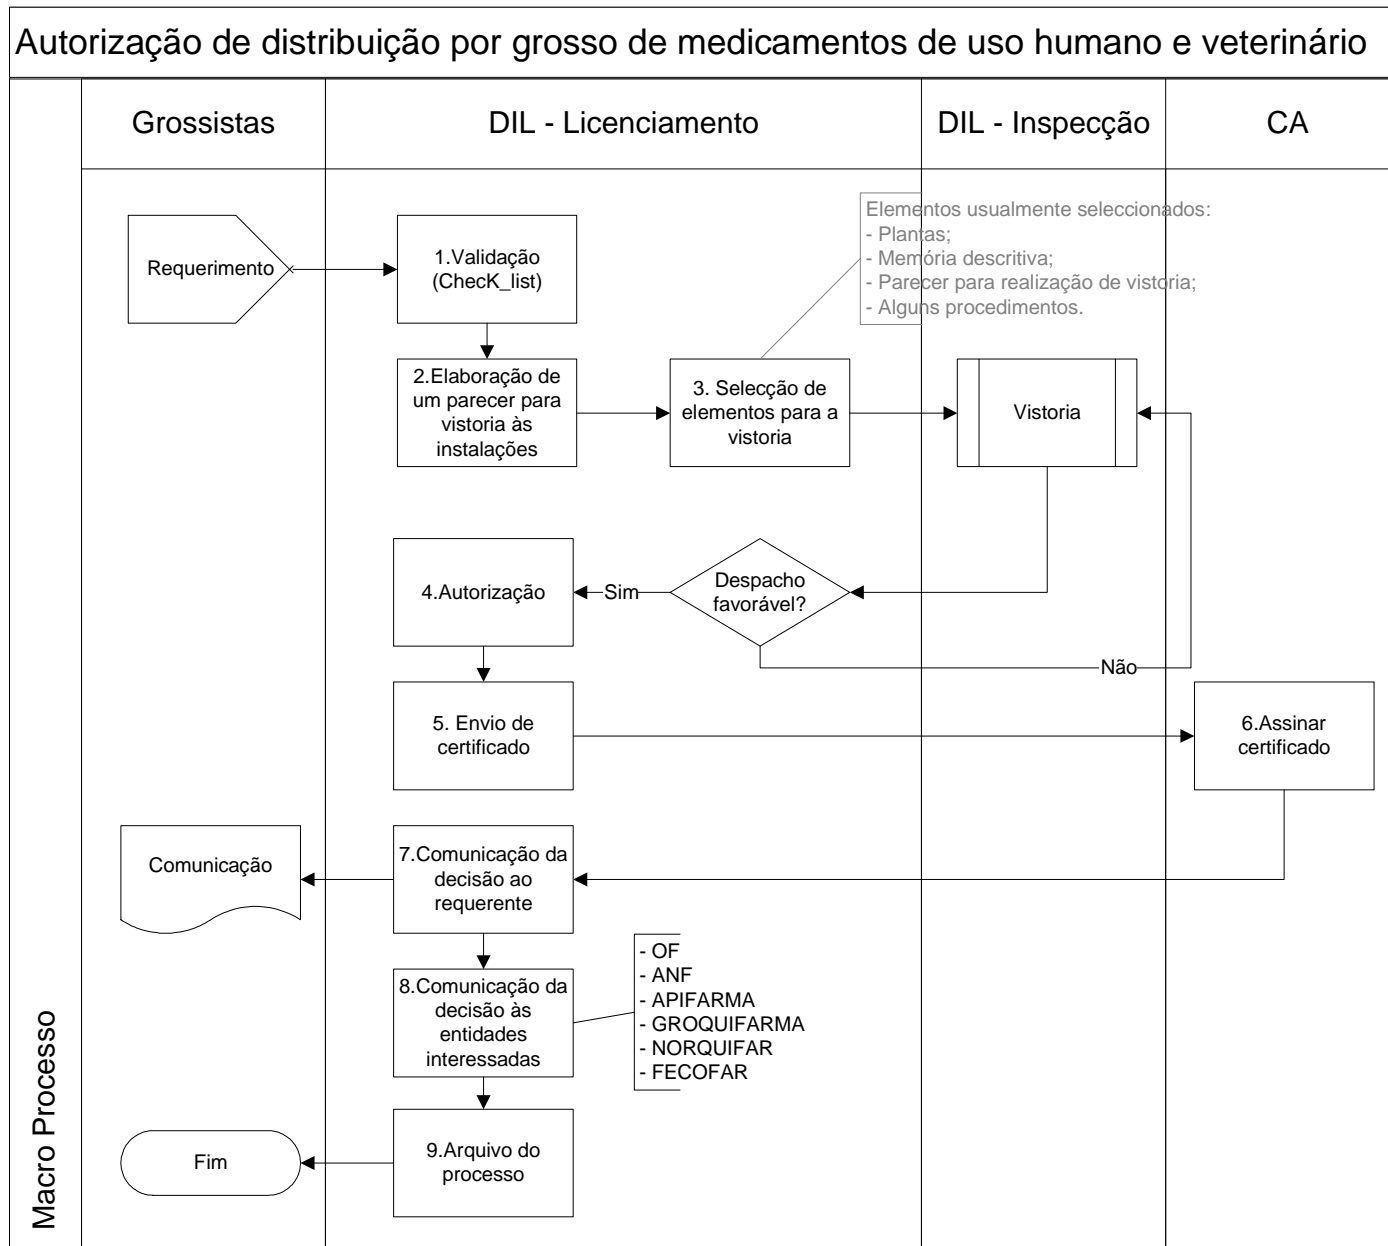 Autorização de distribuição por grosso de medicamentos de uso humano e veterinário
Grossistas
DIL - Licenciamento
DIL - Inspecção
CA
Elementos usualmente seleccionados:
- Plantas;
- Memória descritiva;
- Parecer para realização de vistoria;
- Alguns procedimentos.
Requerimento
1.Validação
(ChecK_list)
2.Elaboração de
um parecer para
vistoria às
instalações
3. Selecção de
elementos para a
vistoria
Vistoria
Despacho
favorável?
Sim
Não
4.Autorização
5. Envio de
certificado
6.Assinar
certificado
7.Comunicação da
decisão ao
requerente
Comunicação
8.Comunicação da
decisão às
entidades
interessadas
- OF
- ANF
- APIFARMA
- GROQUIFARMA
- NORQUIFAR
- FECOFAR
9.Arquivo do
processo
Fim
Macro Processo